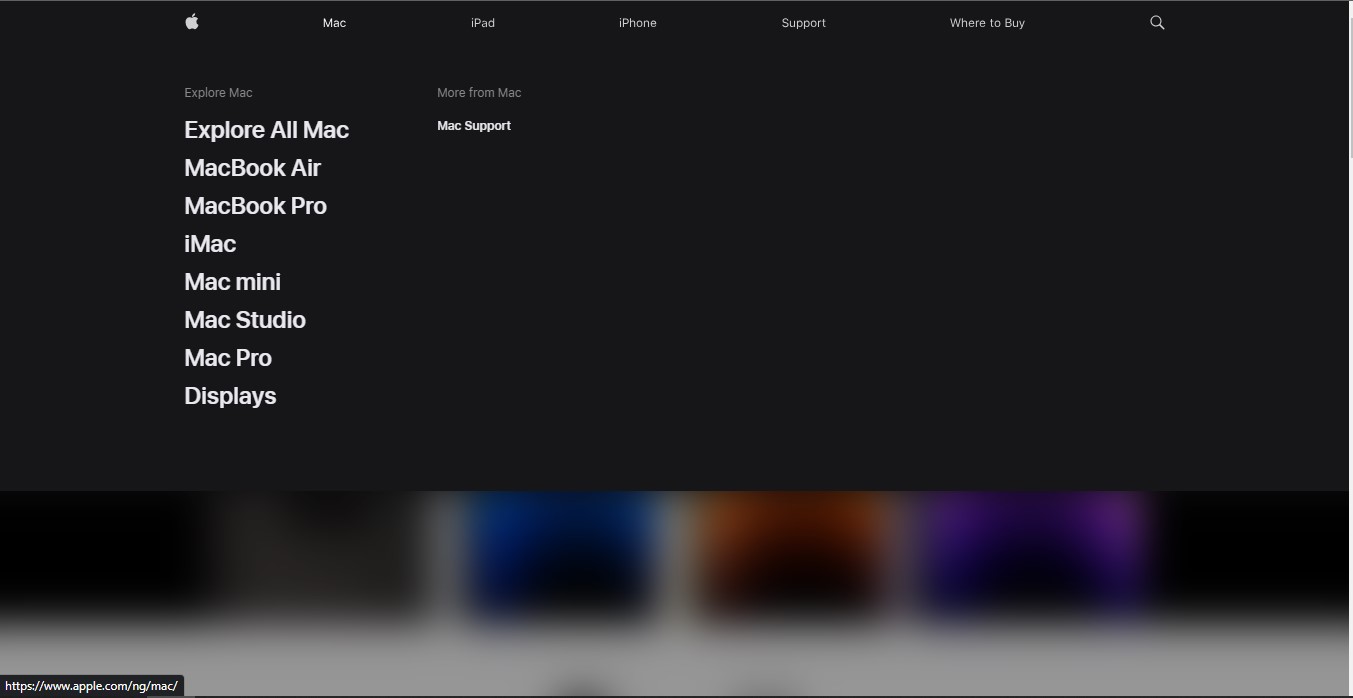 Mac iPad iPhone Support Where to Buy
Explore Mac
Explore All Mac
MacBook Air
MacBook Pro
iMac
Mac mini
Mac Studio
Mac Pro
Displays
More from Mac
Mac Support
https://www.apple.com/ng/mac/